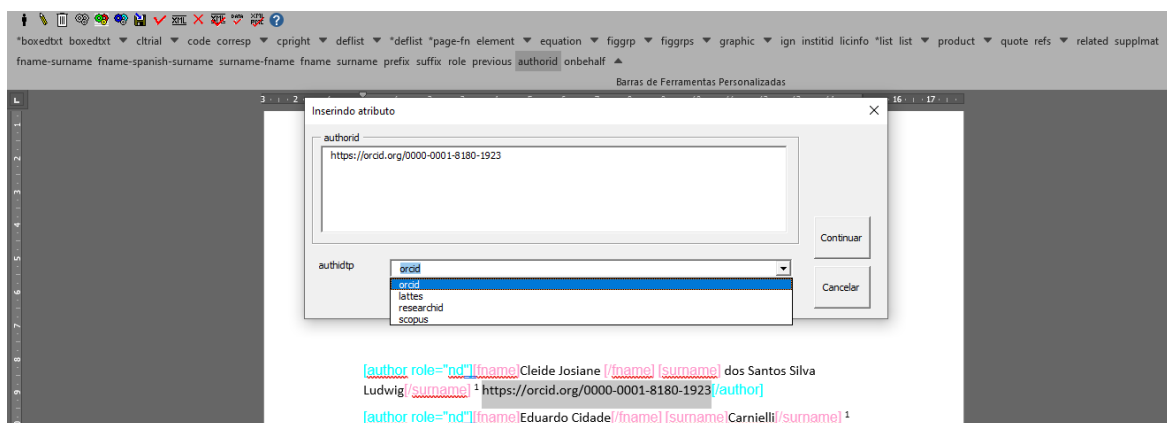 *boxedtxt boxedtxt cltrial code corresp cpright deflist *deflist *page-fn element equation figgrp figgrps graphic ign institid licinfo *list list product quote refs related supplmat
fname-surname fname-spanish-surname surname-fname fname surname prefix suffix role previous authorid onbehalf
Barras de Ferramentas Personalizadas
3 2 16 17
Inserindo atributo
authorid
https://orcid.org/0000-0001-8180-1923
Continuar
authidtp orcid
orcid
lattes
researchid
scopus
Cancelar
[author role="nd"][fname]Cleide Josiane [/fname] [surname] dos Santos Silva
Ludwig[/surname] 1 https://orcid.org/0000-0001-8180-1923[/author]
[author role="nd"][fname]Eduardo Cidade[/fname] [surname]Carnielli[/surname] 1